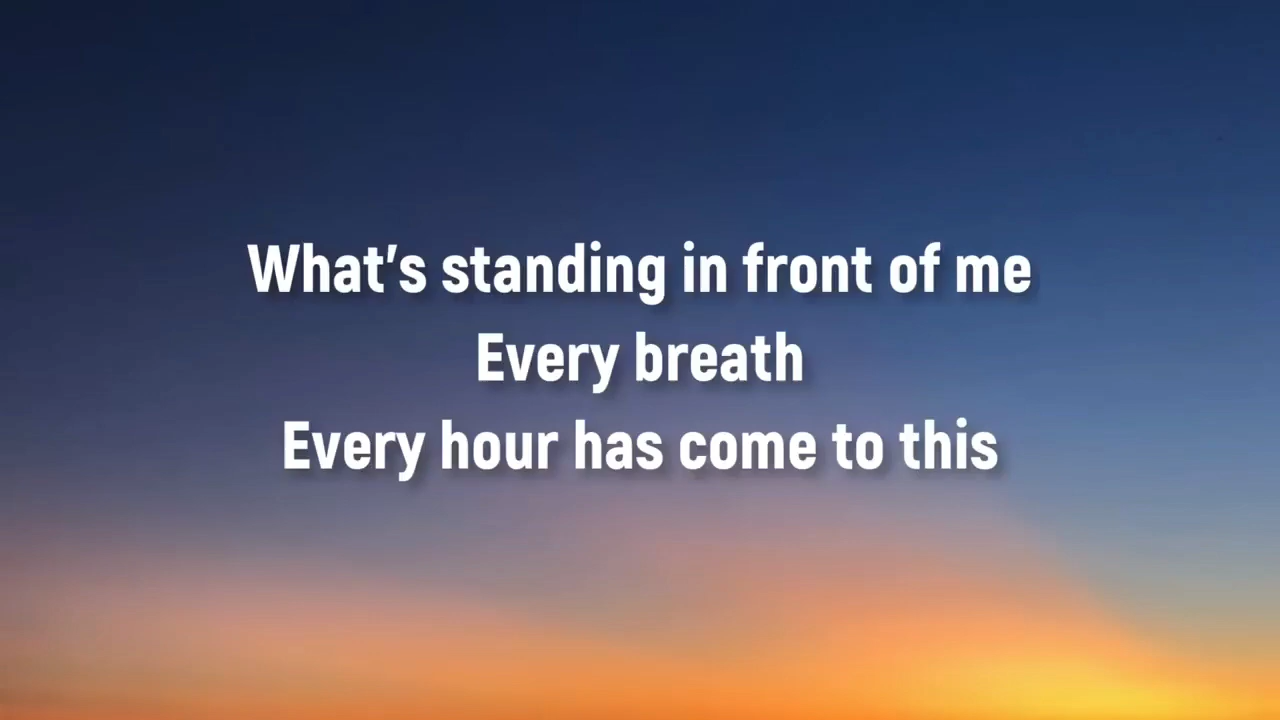 What's standing in front of me
Every breath
Every hour has come to this